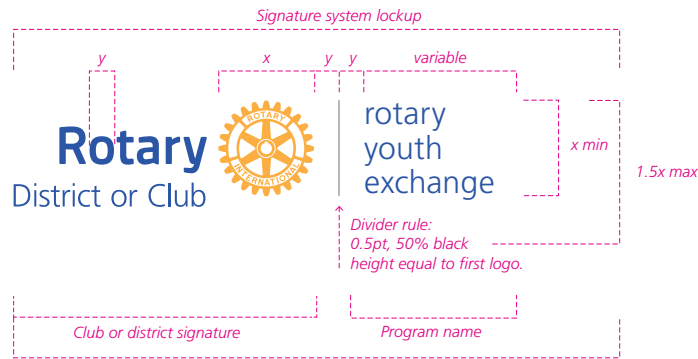 Signature system lockup
y
x
y
y
variable
Rotary
District or Club
ROTARY
INTERNATIONAL
rotary
youth
exchange
x min
1.5x max
Divider rule:
0.5pt, 50% black
height equal to first logo.
Club or district signature
Program name